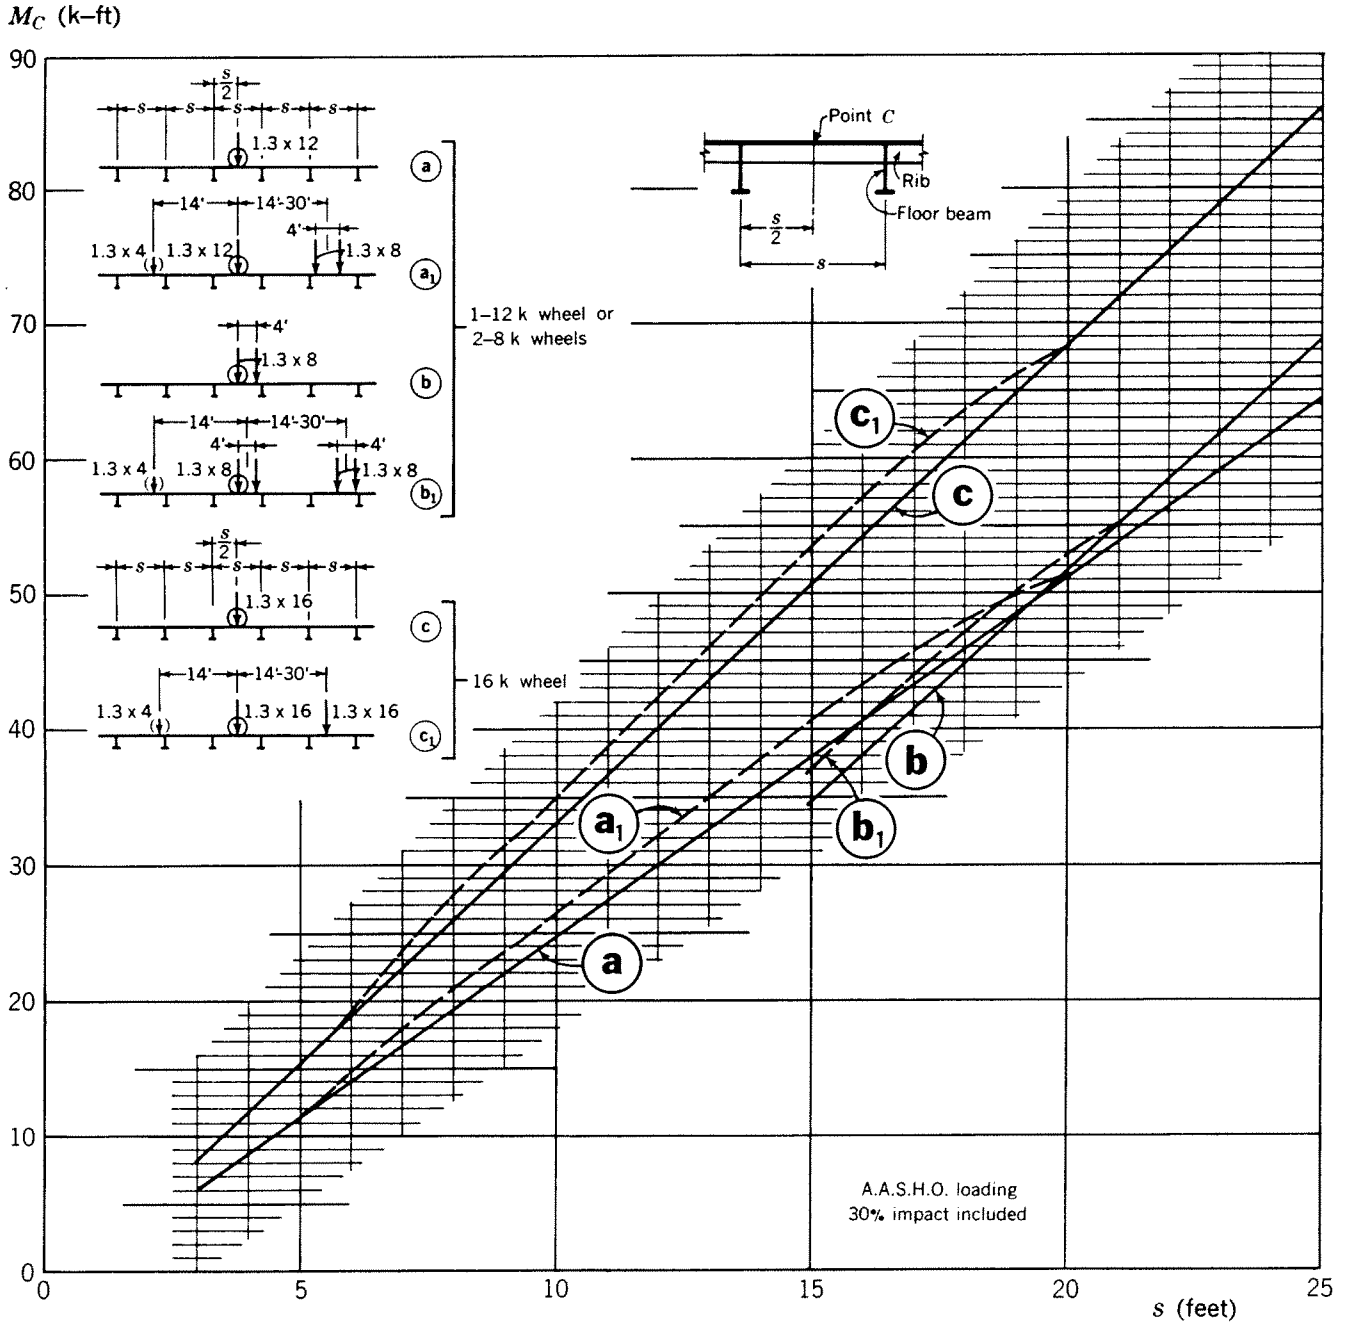 M_C (k–ft)
90
80
70
60
50
40
30
20
10
0
0 5 10 15 20 25
s (feet)
s/2
s s s s s
1.3 x 12
a
14' 14'-30'
4'
1.3 x 4 ( ) 1.3 x 12 1.3 x 8
a₁
4'
1.3 x 8
b
14' 14'-30'
4' 4'
1.3 x 4 ( ) 1.3 x 8 1.3 x 8
b₁
1–12 k wheel or
2–8 k wheels
s/2
s s s s s
1.3 x 16
c
14' 14'-30'
1.3 x 4 ( ) 1.3 x 16 1.3 x 16
c₁
16 k wheel
Point C
Rib
Floor beam
s/2
s
c₁
c
b
b₁
a₁
a
A.A.S.H.O. loading
30% impact included